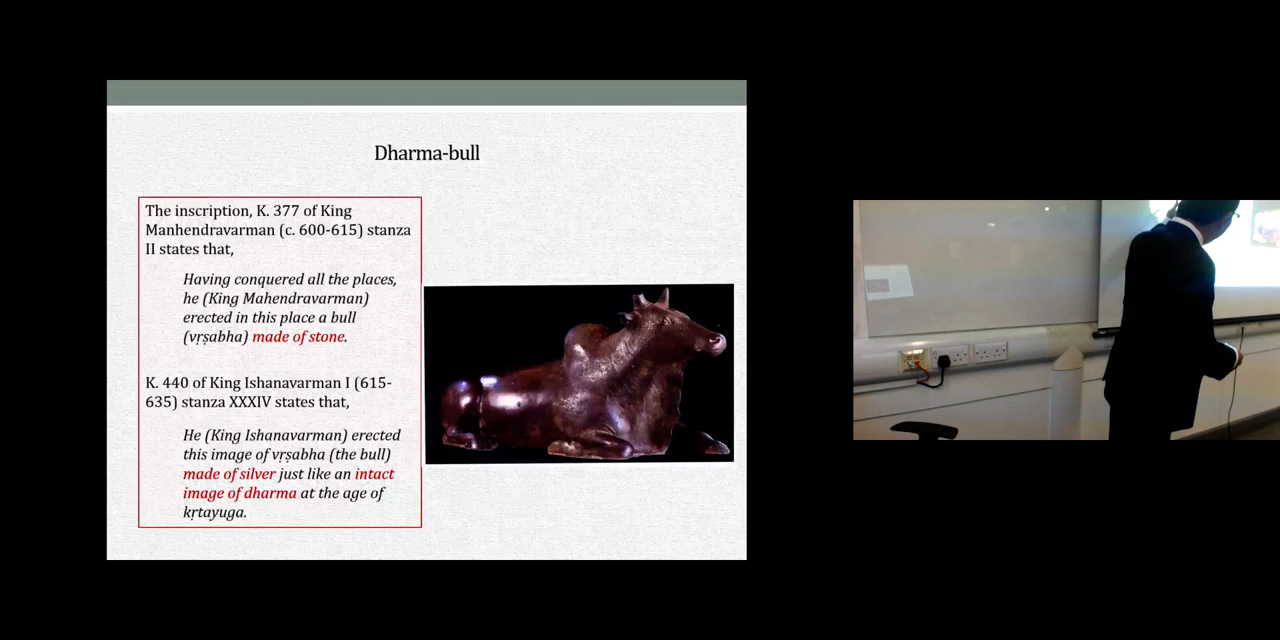 Dharma-bull
The inscription, K. 377 of King
Manhendravarman (c. 600-615) stanza
II states that,
Having conquered all the places,
he (King Mahendravarman)
erected in this place a bull
(vṛṣabha) made of stone.
K. 440 of King Ishanavarman I (615-
635) stanza XXXIV states that,
He (King Ishanavarman) erected
this image of vṛṣabha (the bull)
made of silver just like an intact
image of dharma at the age of
kṛtayuga.